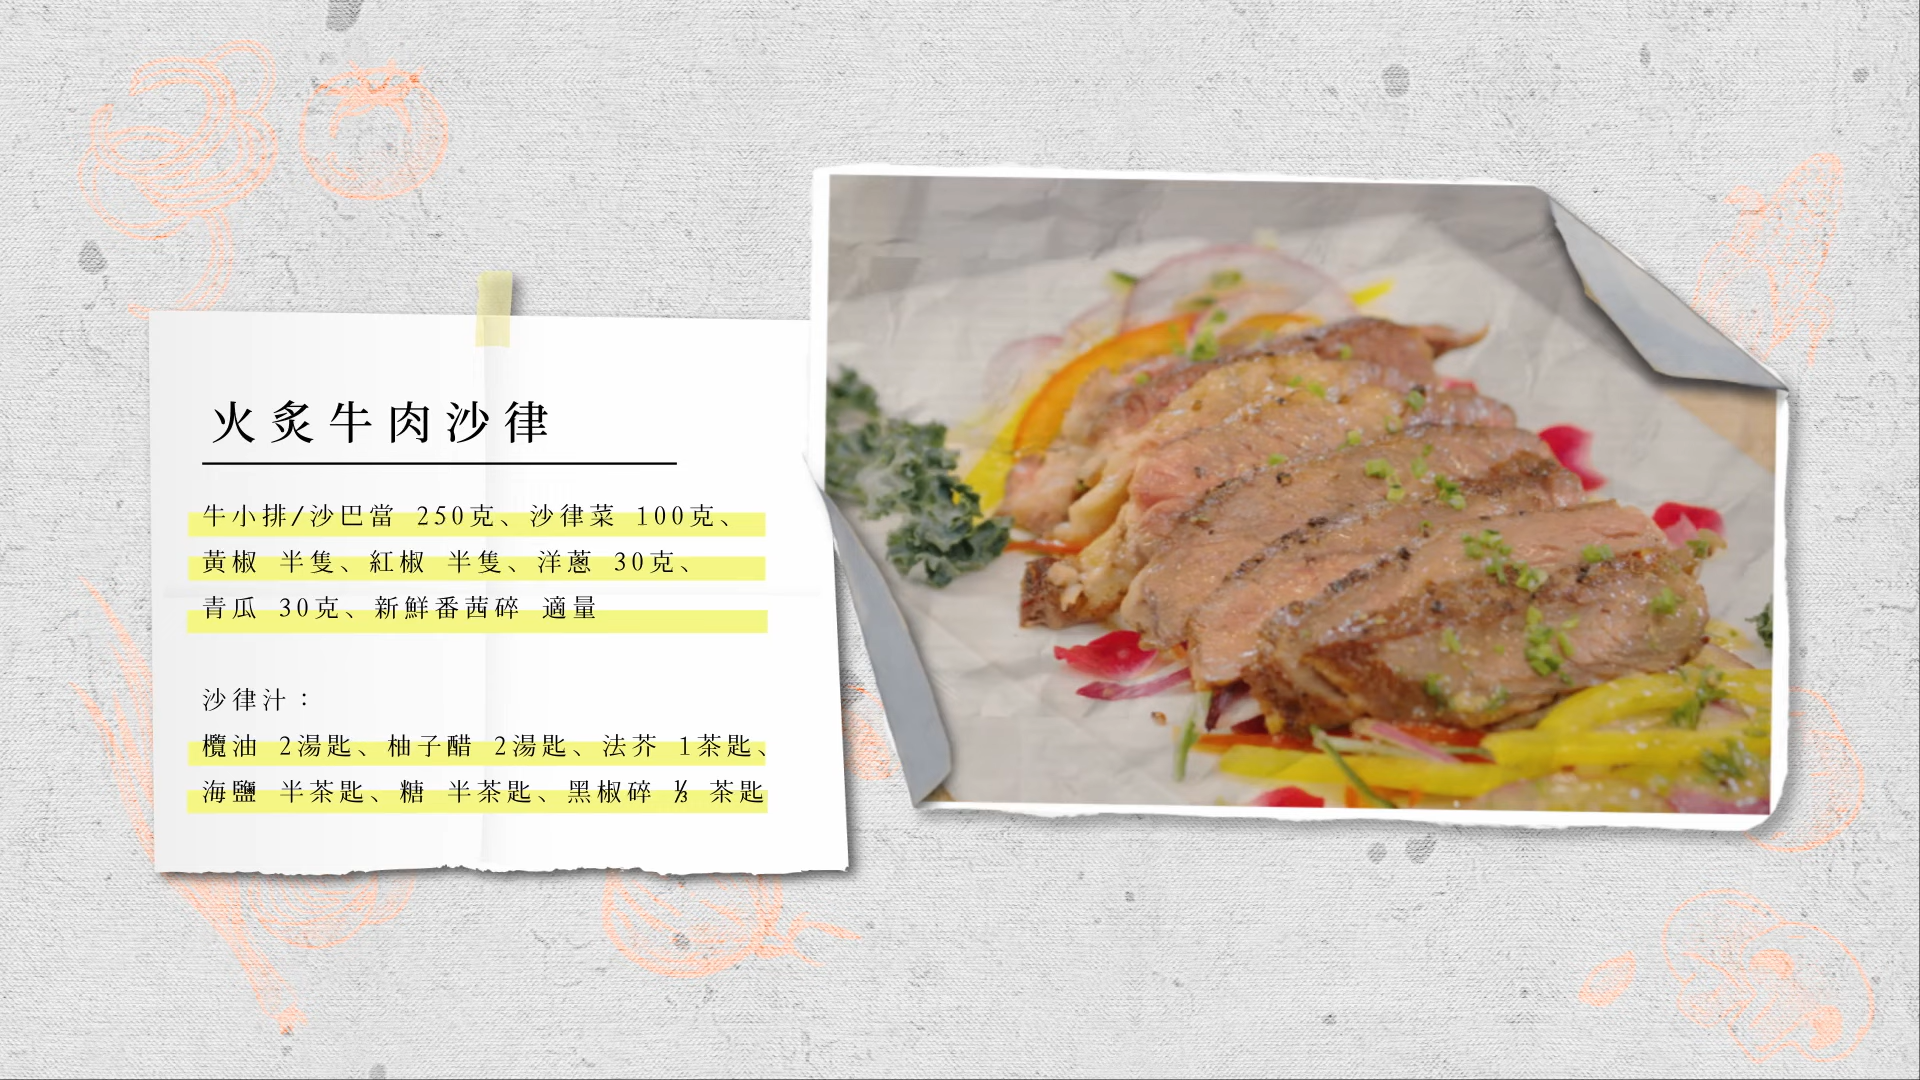 火炙牛肉沙律
牛小排/沙巴當 250克、沙律菜 100克、
黃椒 半隻、紅椒 半隻、洋蔥 30克、
青瓜 30克、新鮮番茜碎 適量
沙律汁：
欖油 2湯匙、柚子醋 2湯匙、法芥 1茶匙、
海鹽 半茶匙、糖 半茶匙、黑椒碎 ⅓ 茶匙